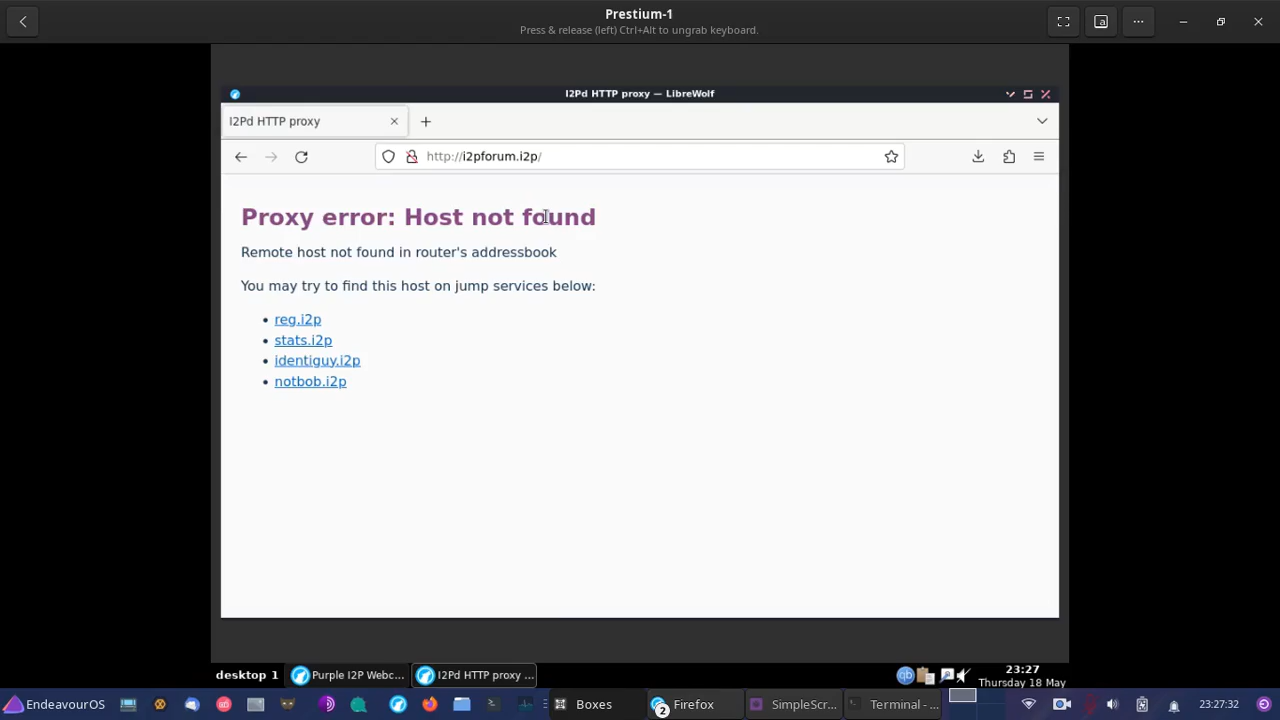 Prestium-1
Press & release (left) Ctrl+Alt to ungrab keyboard.
I2Pd HTTP proxy — LibreWolf
I2Pd HTTP proxy
http://i2pforum.i2p/
Proxy error: Host not found
Remote host not found in router's addressbook
You may try to find this host on jump services below:
• reg.i2p
• stats.i2p
• identiguy.i2p
• notbob.i2p
desktop 1 Purple I2P Webc... I2Pd HTTP proxy ... qb 23:27
Thursday 18 May
EndeavourOS Boxes 2 Firefox SimpleScr... Terminal - ... 23:27:32